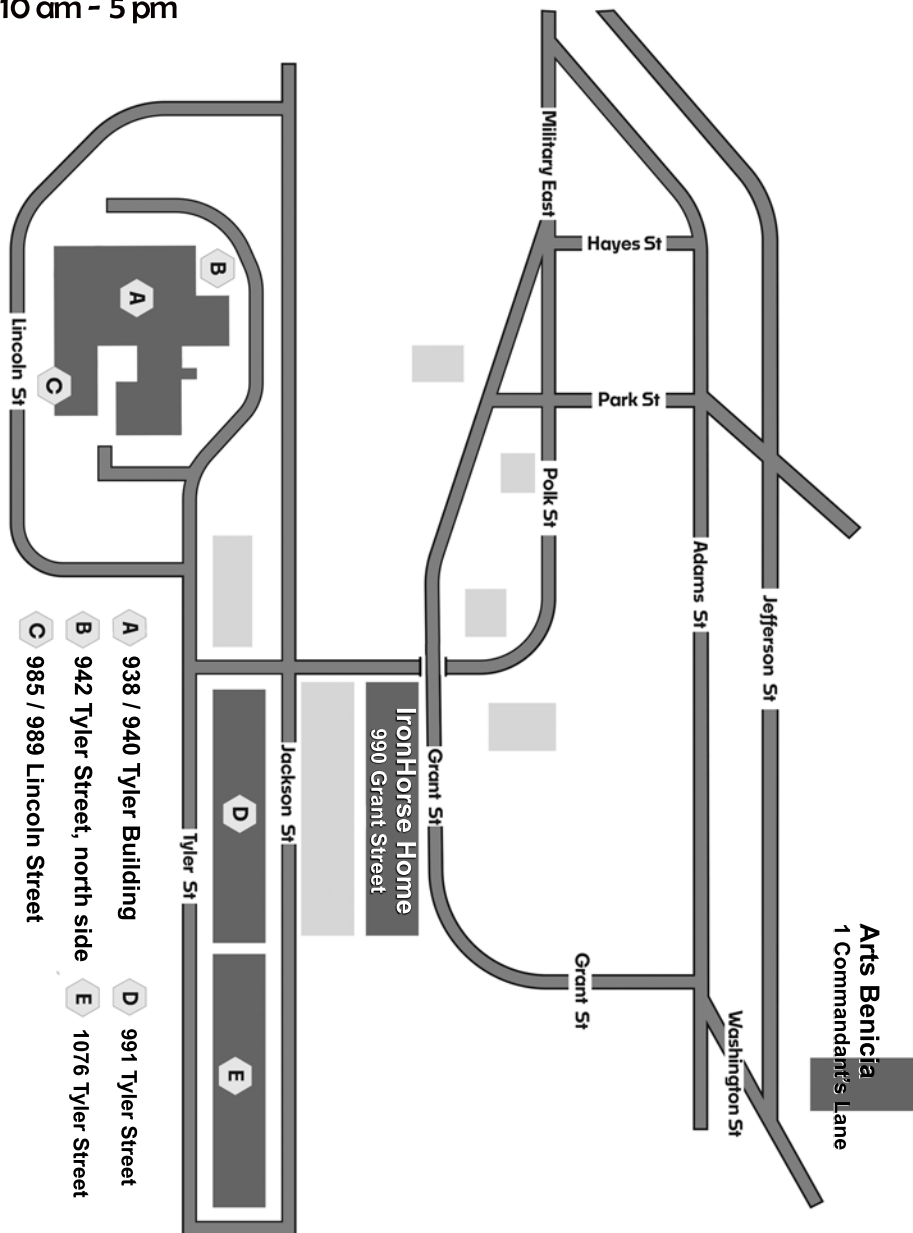 10 am - 5 pm
Military East
Hayes St
Park St
Polk St
Adams St
Jefferson St
Lincoln St
B
A
C
Jackson St
Grant St
IronHorse Home
990 Grant Street
Tyler St
D
E
Grant St
Washington St
Arts Benicia
1 Commandant's Lane
A 938 / 940 Tyler Building
B 942 Tyler Street, north side
C 985 / 989 Lincoln Street
D 991 Tyler Street
E 1076 Tyler Street